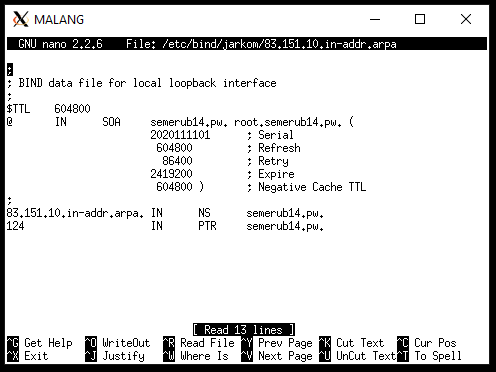 MALANG
GNU nano 2.2.6    File: /etc/bind/jarkom/83.151.10.in-addr.arpa
;
; BIND data file for local loopback interface
;
$TTL    604800
@       IN      SOA     semerub14.pw. root.semerub14.pw. (
                        2020111101      ; Serial
                         604800         ; Refresh
                          86400         ; Retry
                        2419200         ; Expire
                         604800 )       ; Negative Cache TTL
;
83.151.10.in-addr.arpa. IN      NS      semerub14.pw.
124                     IN      PTR     semerub14.pw.
[ Read 13 lines ]
^G Get Help  ^O WriteOut  ^R Read File ^Y Prev Page ^K Cut Text  ^C Cur Pos
^X Exit      ^J Justify   ^W Where Is  ^V Next Page ^U UnCut Text^T To Spell